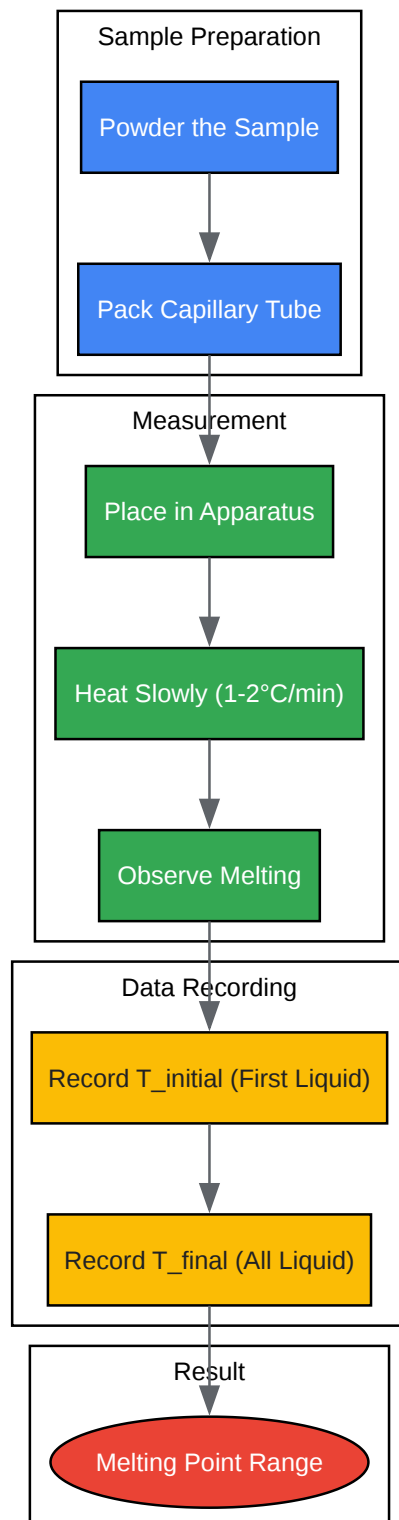 Sample Preparation
Powder the Sample
Pack Capillary Tube
Measurement
Place in Apparatus
Heat Slowly (1-2°C/min)
Observe Melting
Data Recording
Record T_initial (First Liquid)
Record T_final (All Liquid)
Result
Melting Point Range